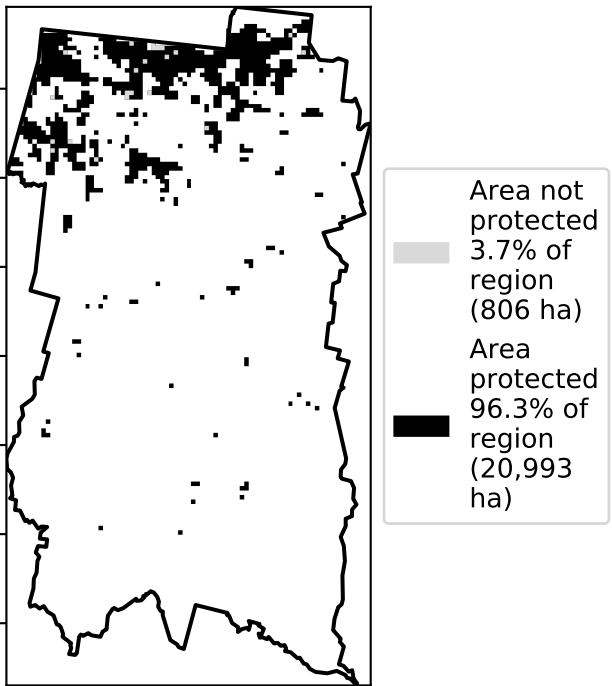 Area not
protected
3.7% of
region
(806 ha)
Area
protected
96.3% of
region
(20,993
ha)